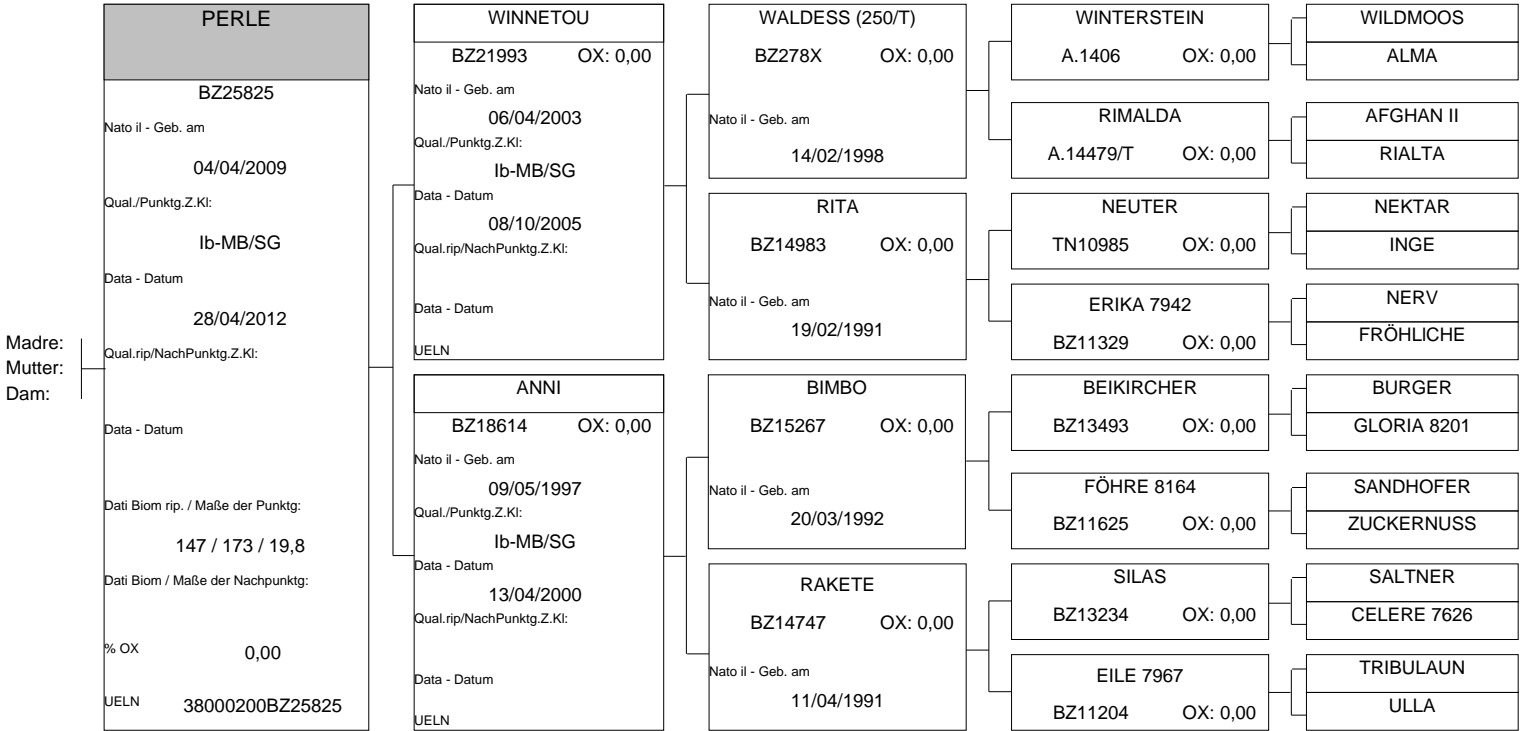 Madre:
Mutter:
Dam:
PERLE
BZ25825
Nato il - Geb. am
04/04/2009
Qual./Punktg.Z.Kl:
Ib-MB/SG
Data - Datum
28/04/2012
Qual.rip/NachPunktg.Z.Kl:
Data - Datum
Dati Biom rip. / Maße der Punktg:
147 / 173 / 19,8
Dati Biom / Maße der Nachpunktg:
% OX 0,00
UELN 38000200BZ25825
WINNETOU
BZ21993 OX: 0,00
Nato il - Geb. am
06/04/2003
Qual./Punktg.Z.Kl:
Ib-MB/SG
Data - Datum
08/10/2005
Qual.rip/NachPunktg.Z.Kl:
Data - Datum
UELN
ANNI
BZ18614 OX: 0,00
Nato il - Geb. am
09/05/1997
Qual./Punktg.Z.Kl:
Ib-MB/SG
Data - Datum
13/04/2000
Qual.rip/NachPunktg.Z.Kl:
Data - Datum
UELN
WALDESS (250/T)
BZ278X OX: 0,00
Nato il - Geb. am
14/02/1998
RITA
BZ14983 OX: 0,00
Nato il - Geb. am
19/02/1991
BIMBO
BZ15267 OX: 0,00
Nato il - Geb. am
20/03/1992
RAKETE
BZ14747 OX: 0,00
Nato il - Geb. am
11/04/1991
WINTERSTEIN
A.1406 OX: 0,00
RIMALDA
A.14479/T OX: 0,00
NEUTER
TN10985 OX: 0,00
ERIKA 7942
BZ11329 OX: 0,00
BEIKIRCHER
BZ13493 OX: 0,00
FÖHRE 8164
BZ11625 OX: 0,00
SILAS
BZ13234 OX: 0,00
EILE 7967
BZ11204 OX: 0,00
WILDMOOS
ALMA
AFGHAN II
RIALTA
NEKTAR
INGE
NERV
FRÖHLICHE
BURGER
GLORIA 8201
SANDHOFER
ZUCKERNUSS
SALTNER
CELERE 7626
TRIBULAUN
ULLA